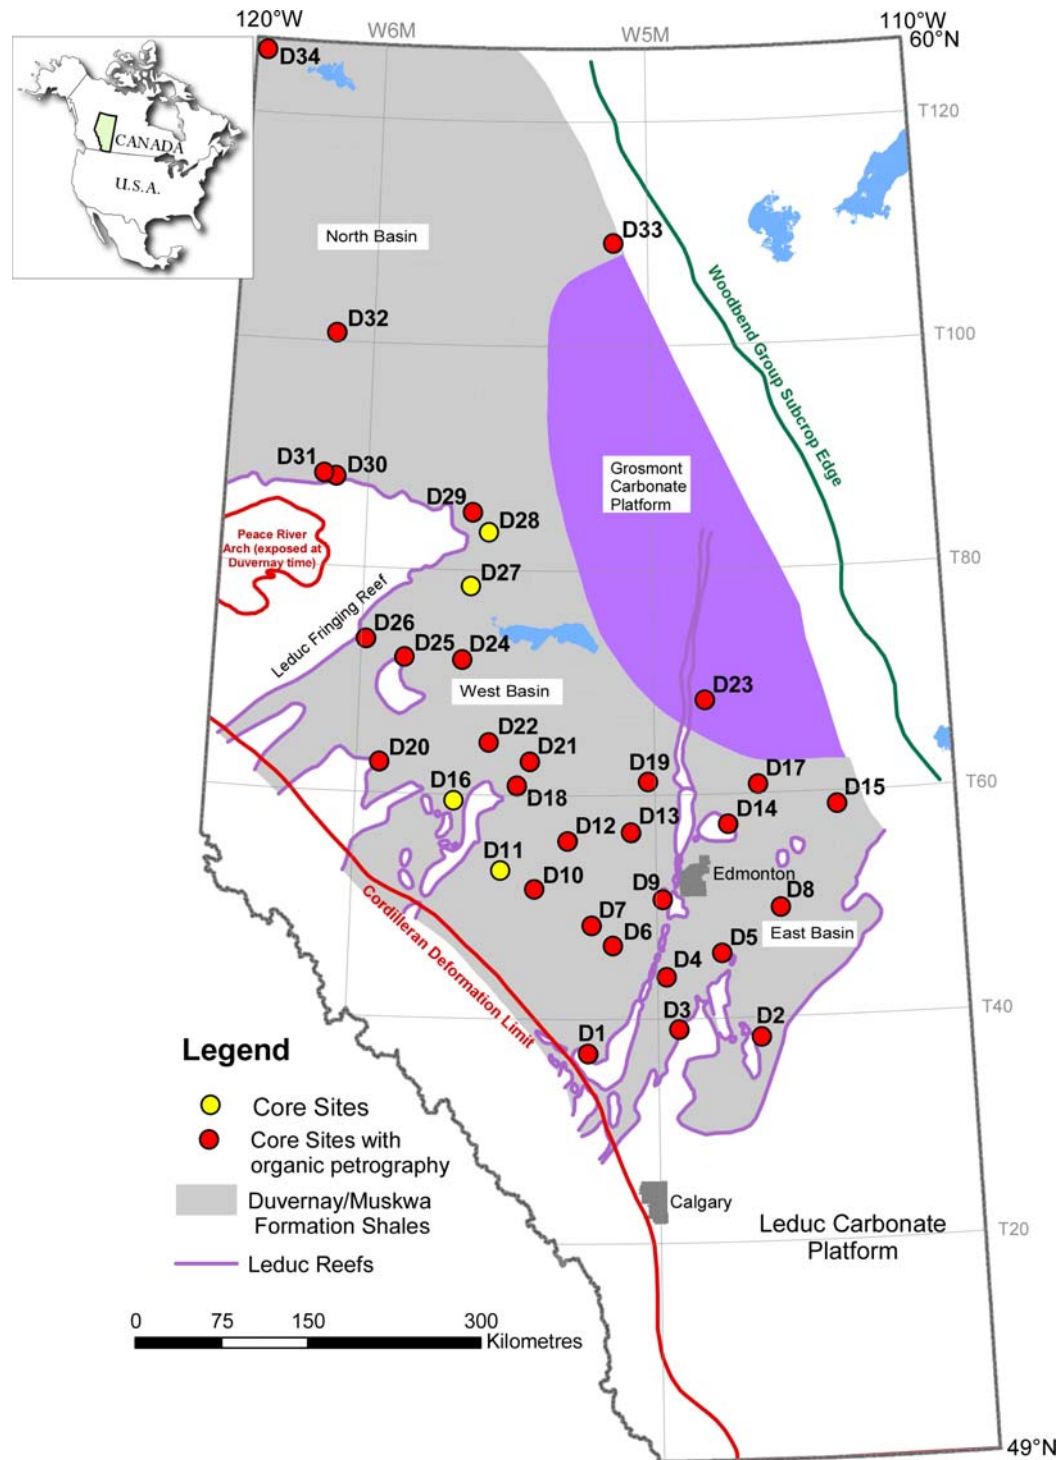 120°W
W6M
W5M
110°W
60°N
D34
CANADA
U.S.A.
T120
D33
North Basin
Woodbend Group Subcrop Edge
D32
T100
D31
D30
Grosmont
Carbonate
Platform
D29
D28
Peace River
Arch (exposed at
Duvernay time)
T80
D27
Leduc Fringing Reef
D26
D25
D24
West Basin
D23
D22
D21
D20
D19
D17
T60
D16
D18
D15
D14
D13
D12
D11
Edmonton
D10
D9
D8
D7
D6
East Basin
D5
D4
Cordilleran Deformation Limit
D3
D2
T40
D1
Legend
Core Sites
Core Sites with
organic petrography
Duvernay/Muskwa
Formation Shales
Leduc Reefs
Calgary
Leduc Carbonate
Platform
T20
0 75 150 300
Kilometres
49°N